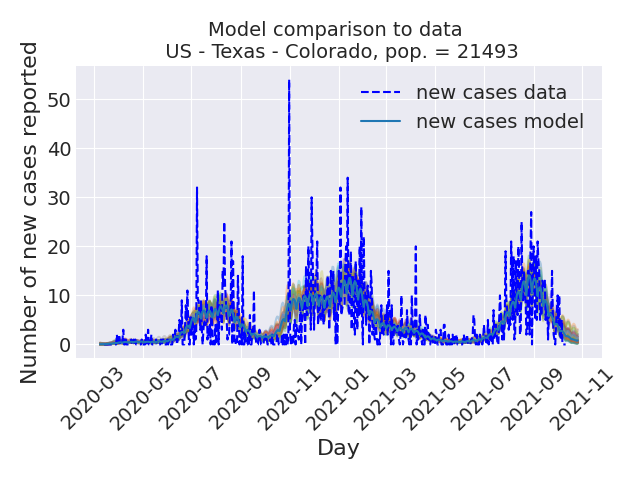 Model comparison to data
US - Texas - Colorado, pop. = 21493
Number of new cases reported
50
40
30
20
10
0
new cases data
new cases model
2020-03
2020-05
2020-07
2020-09
2020-11
2021-01
2021-03
2021-05
2021-07
2021-09
2021-11
Day